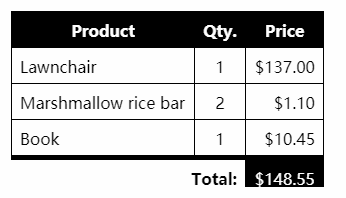 Product Qty. Price
Lawnchair 1 $137.00
Marshmallow rice bar 2 $1.10
Book 1 $10.45
Total: $148.55